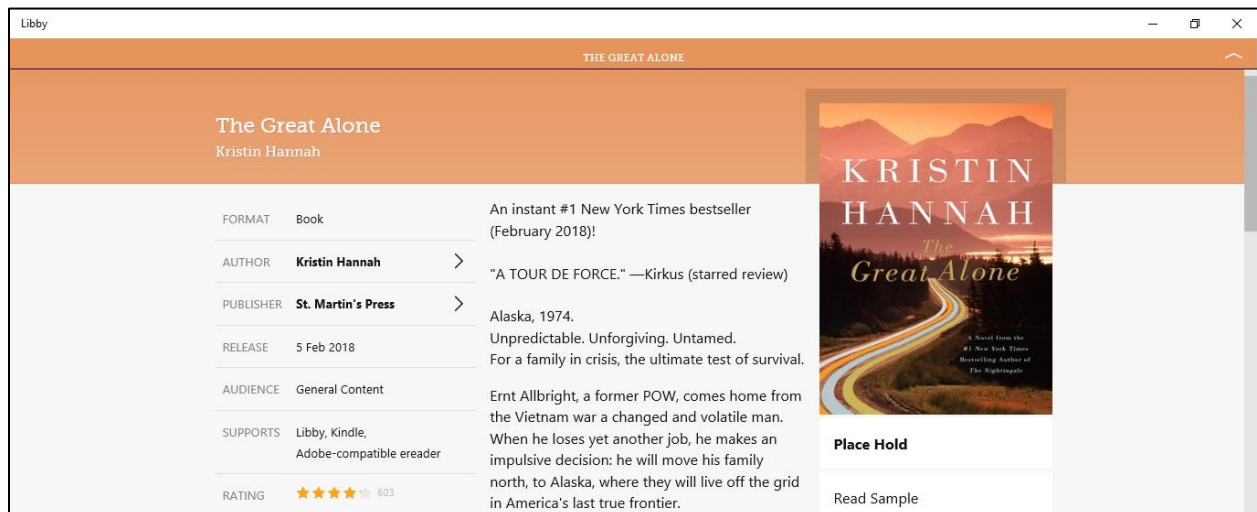 Libby
THE GREAT ALONE
The Great Alone
Kristin Hannah
FORMAT Book
AUTHOR Kristin Hannah
PUBLISHER St. Martin's Press
RELEASE 5 Feb 2018
AUDIENCE General Content
SUPPORTS Libby, Kindle,
Adobe-compatible ereader
RATING 603
An instant #1 New York Times bestseller
(February 2018)!
"A TOUR DE FORCE." —Kirkus (starred review)
Alaska, 1974.
Unpredictable. Unforgiving. Untamed.
For a family in crisis, the ultimate test of survival.
Ernt Allbright, a former POW, comes home from
the Vietnam war a changed and volatile man.
When he loses yet another job, he makes an
impulsive decision: he will move his family
north, to Alaska, where they will live off the grid
in America's last true frontier.
KRISTIN
HANNAH
The
Great Alone
A Novel from the
#1 New York Times
Bestselling Author of
The Nightingale
Place Hold
Read Sample